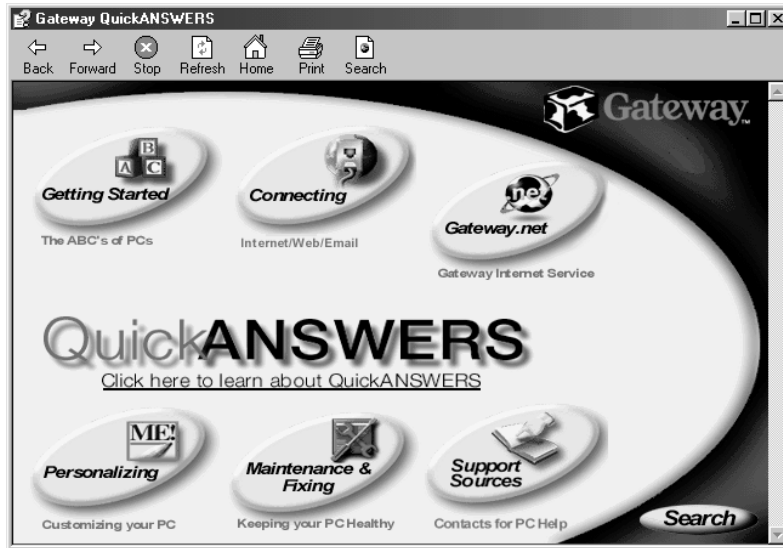 Gateway QuickANSWERS
Back Forward Stop Refresh Home Print Search
Gateway™
A B C
Getting Started
The ABC's of PCs
Connecting
Internet/Web/Email
.ne
Gateway.net
Gateway Internet Service
QuickANSWERS
Click here to learn about QuickANSWERS
ME!
Personalizing
Customizing your PC
Maintenance &
Fixing
Keeping your PC Healthy
Support
Sources
Contacts for PC Help
Search